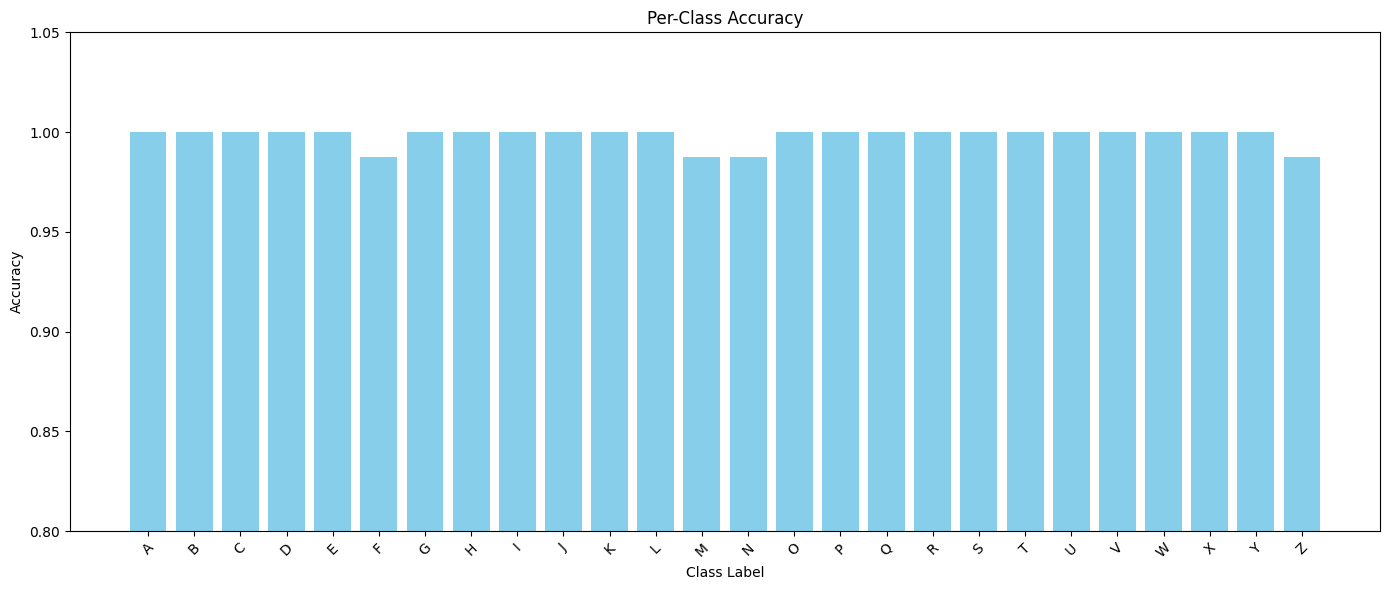 Per-Class Accuracy
Accuracy
1.05
1.00
0.95
0.90
0.85
0.80
A B C D E F G H I J K L M N O P Q R S T U V W X Y Z
Class Label